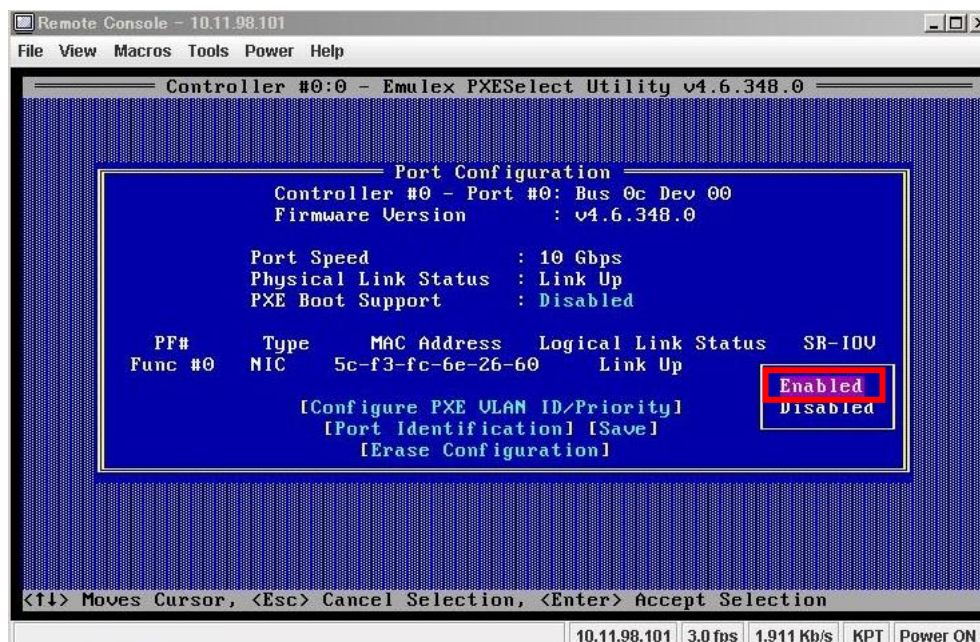 Remote Console - 10.11.98.101
File View Macros Tools Power Help
Controller #0:0 - Emulex PXESelect Utility v4.6.348.0
Port Configuration
Controller #0 - Port #0: Bus 0c Dev 00
Firmware Version : v4.6.348.0
Port Speed : 10 Gbps
Physical Link Status : Link Up
PXE Boot Support : Disabled
PF# Type MAC Address Logical Link Status SR-IOV
Func #0 NIC 5c-f3-fc-6e-26-60 Link Up
Enabled
Disabled
[Configure PXE VLAN ID/Priority]
[Port Identification] [Save]
[Erase Configuration]
<↑↓> Moves Cursor, <Esc> Cancel Selection, <Enter> Accept Selection
10.11.98.101 3.0 fps 1.911 Kb/s KPT Power ON